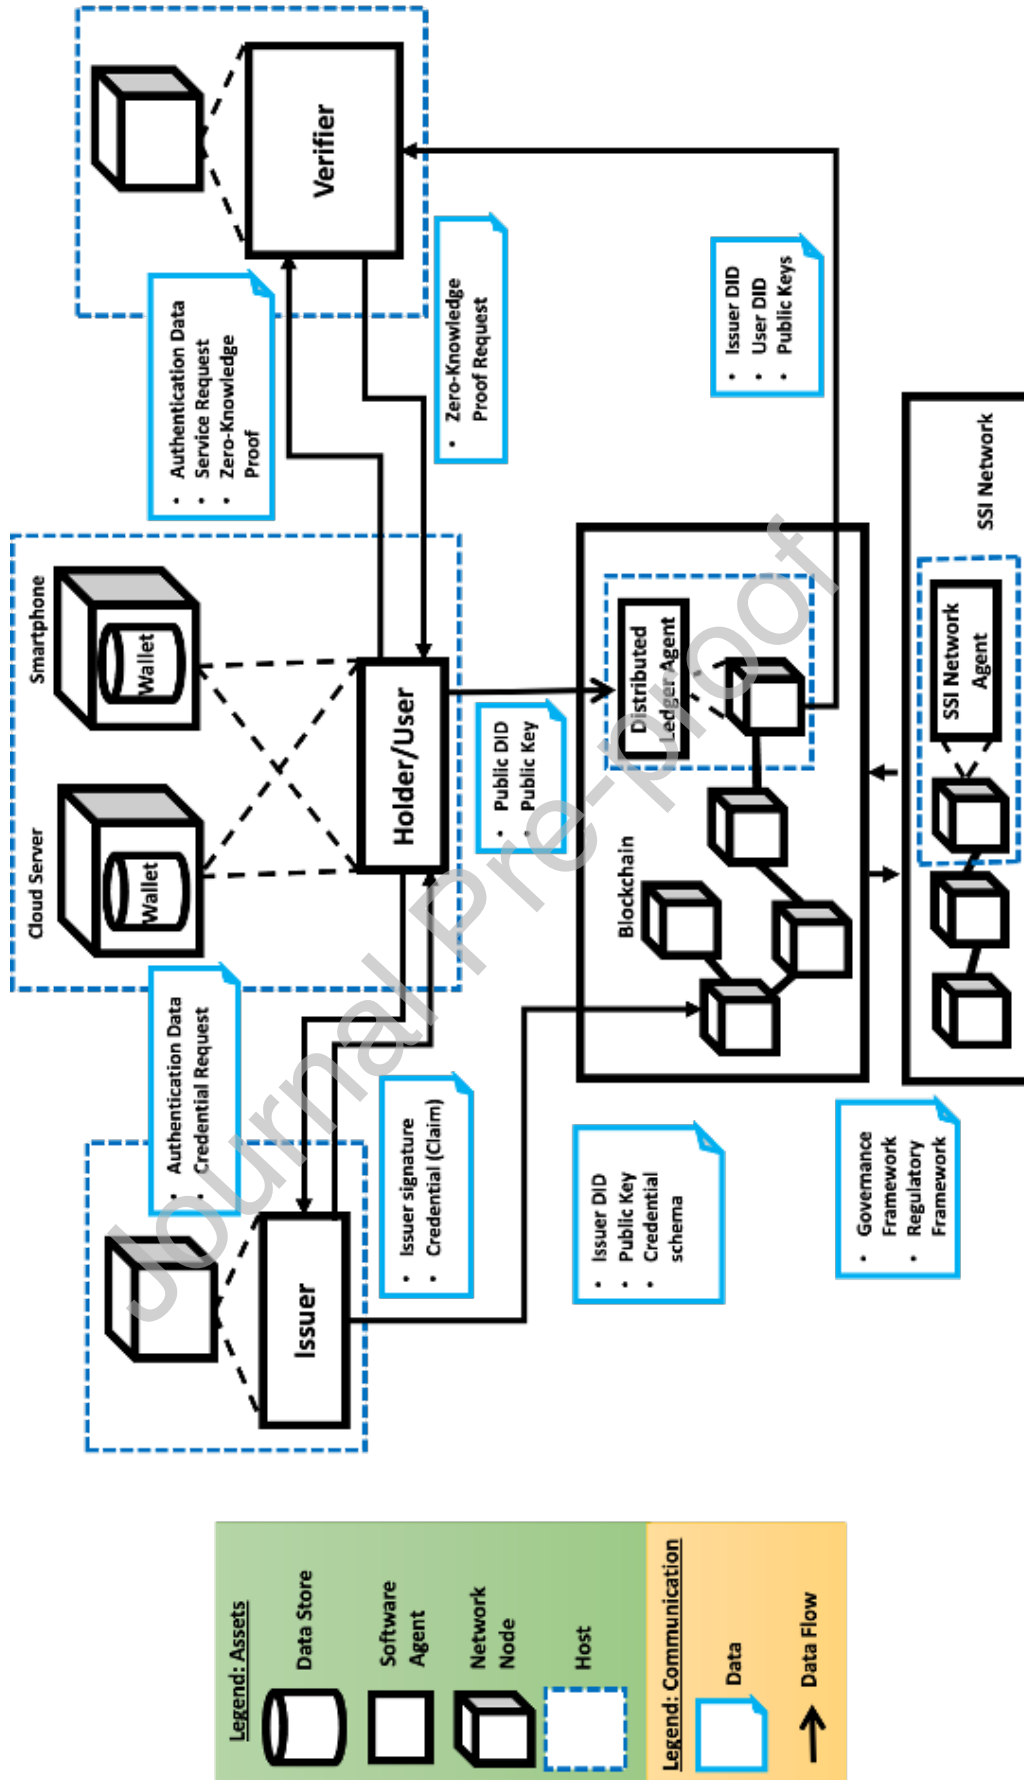 Legend: Assets
Data Store
Software
Agent
Network
Node
Host
Legend: Communication
Data
Data Flow
Issuer
• Authentication Data
• Credential Request
• Issuer signature
• Credential (Claim)
Cloud Server
Wallet
Smartphone
Wallet
Holder/User
• Authentication Data
• Service Request
• Zero-Knowledge
Proof
Verifier
• Zero-Knowledge
Proof Request
• Public DID
• Public Key
• Issuer DID
• Public Key
• Credential
schema
Blockchain
Distributed
Ledger Agent
• Issuer DID
• User DID
• Public Keys
• Governance
Framework
• Regulatory
Framework
SSI Network
Agent
SSI Network
Journal Pre-proof